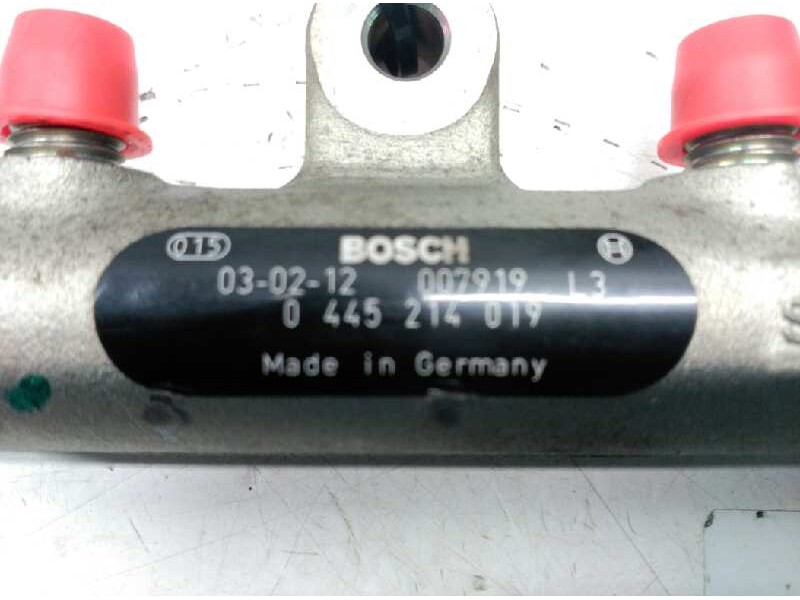 015 BOSCH
03-02-12 007919 L3
0 445 214 019
Made in Germany